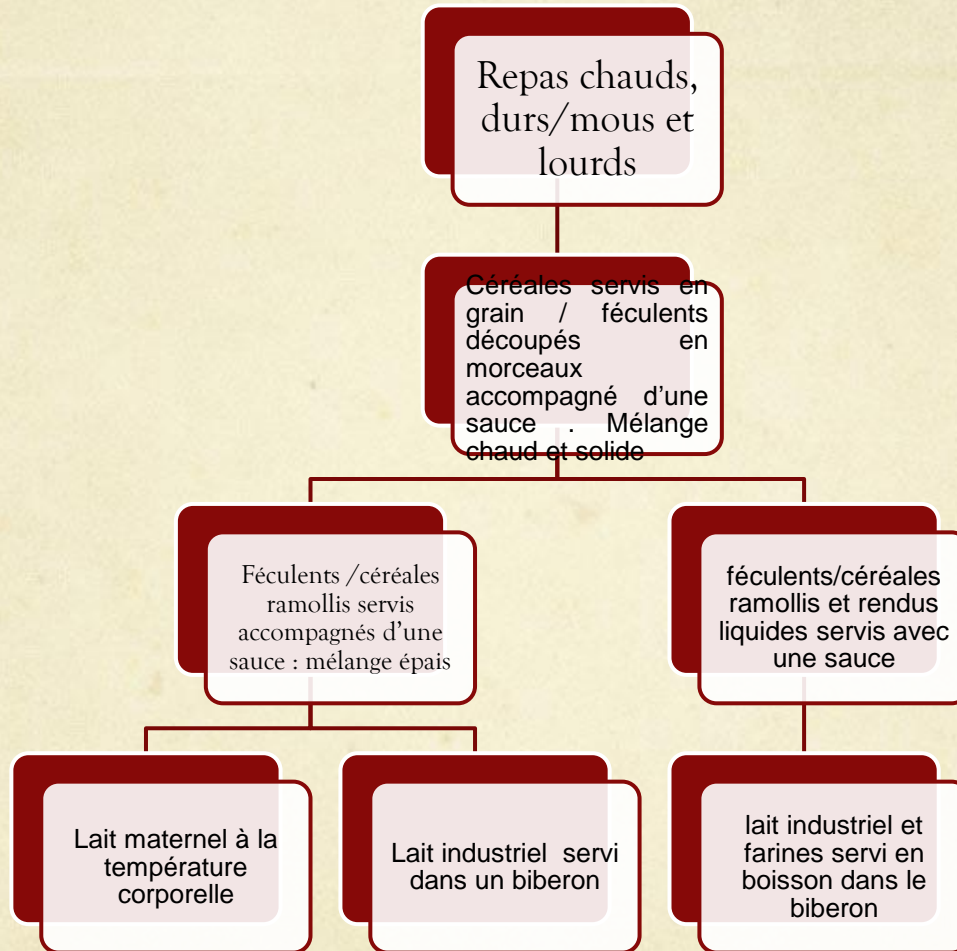 Repas chauds,
durs/mous et
lourds
Céréales servis en
grain / féculents
découpés en
morceaux
accompagné d’une
sauce . Mélange
chaud et solide
Féculents /céréales
ramollis servis
accompagnés d’une
sauce : mélange épais
féculents/céréales
ramollis et rendus
liquides servis avec
une sauce
Lait maternel à la
température
corporelle
Lait industriel servi
dans un biberon
lait industriel et
farines servi en
boisson dans le
biberon